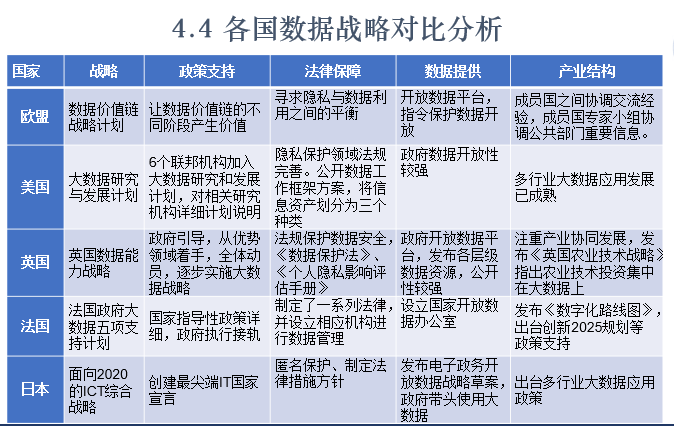 4.4 各国数据战略对比分析
国家 战略 政策支持 法律保障 数据提供 产业结构
欧盟
数据价值链
战略计划
让数据价值链的不
同阶段产生价值
寻求隐私与数据利
用之间的平衡
开放数据平台，
指令保护数据开
放
成员国之间协调交流经
验，成员国专家小组协
调公共部门重要信息。
美国
大数据研究
与发展计划
6个联邦机构加入
大数据研究和发展
计划，对相关研究
机构详细计划说明
隐私保护领域法规
完善。公开数据工
作框架方案，将信
息资产划分为三个
种类
政府数据开放性
较强
多行业大数据应用发展
已成熟
英国
英国数据能
力战略
政府引导，从优势
领域着手，全体动
员，逐步实施大数
据战略
法规保护数据安全，
《数据保护法》、
《个人隐私影响评
估手册》
政府开放数据平
台，发布各层级
数据资源，公开
性较强
注重产业协同发展，发
布《英国农业技术战略》
指出农业技术投资集中
在大数据上
法国
法国政府大
数据五项支
持计划
国家指导性政策详
细，政府执行接轨
制定了一系列法律，
并设立相应机构进
行数据管理
设立国家开放数
据办公室
发布《数字化路线图》，
出台创新2025规划等
政策支持
日本
面向2020
的ICT综合
战略
创建最尖端IT国家
宣言
匿名保护、制定法
律措施方针
发布电子政务开
放数据战略草案，
政府带头使用大
数据
出台多行业大数据应用
政策